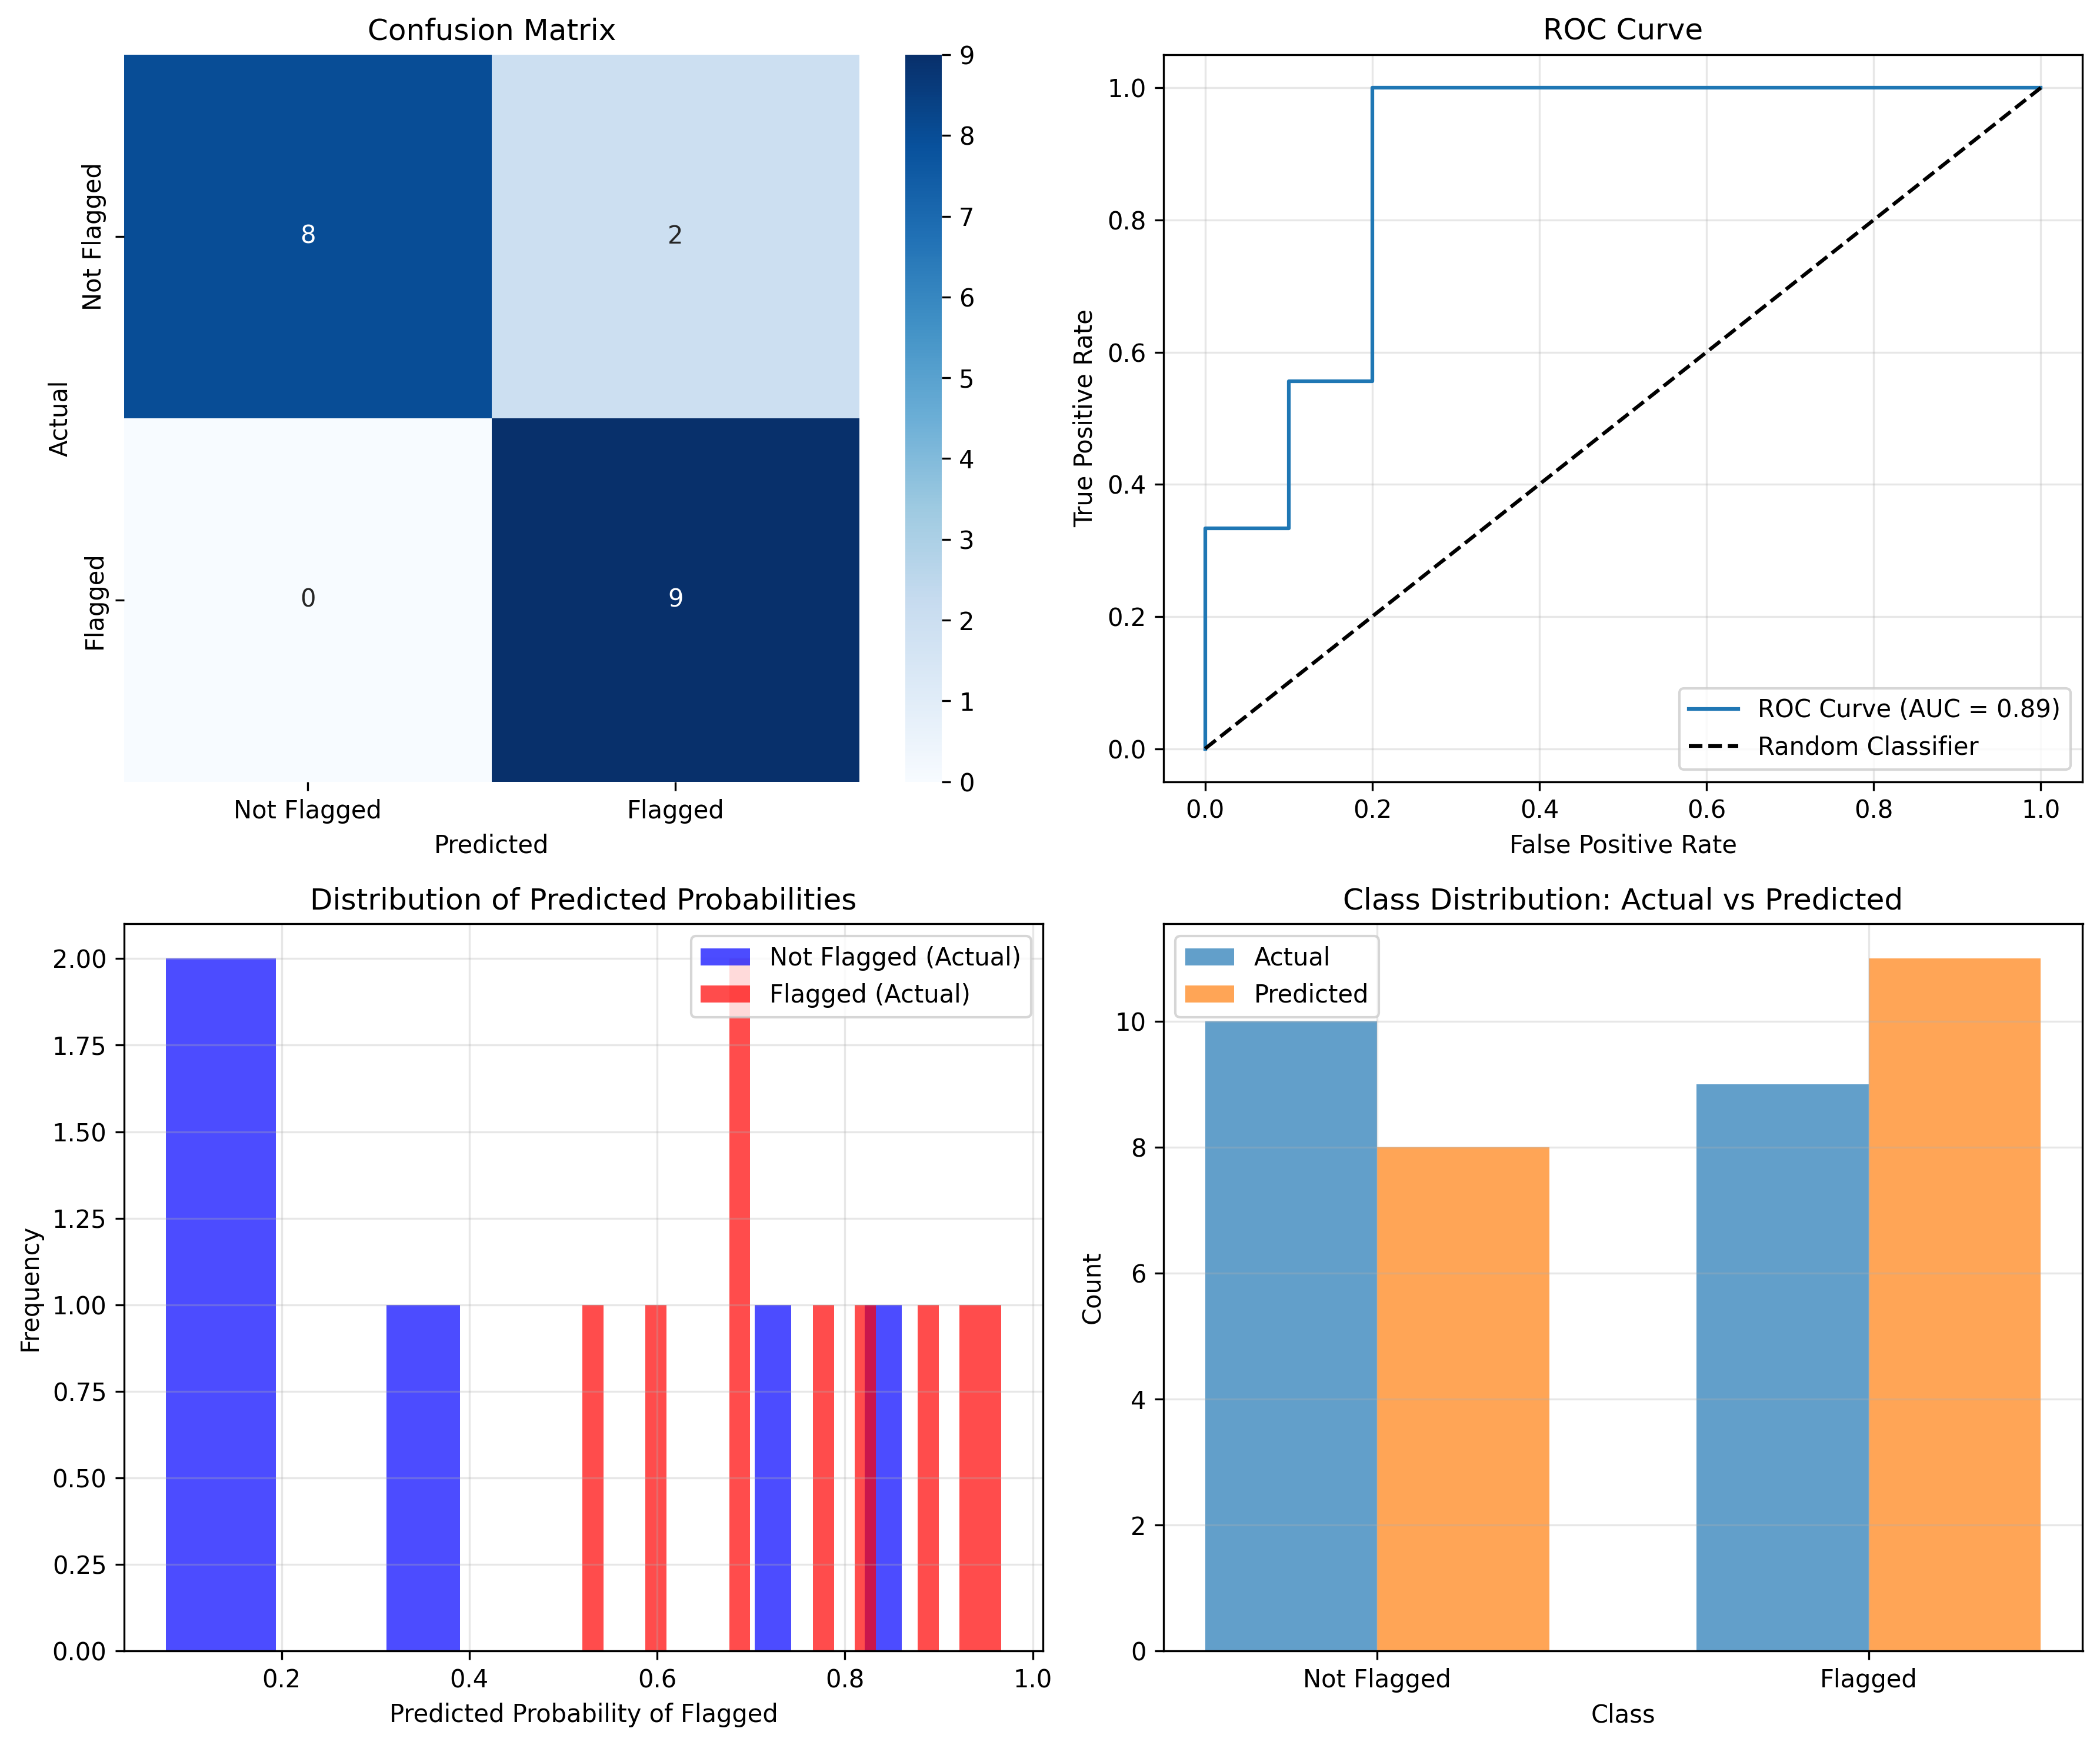 Confusion Matrix
Actual
Not Flagged
Flagged
8
2
0
9
Not Flagged
Flagged
Predicted
9
8
7
6
5
4
3
2
1
0
ROC Curve
True Positive Rate
1.0
0.8
0.6
0.4
0.2
0.0
ROC Curve (AUC = 0.89)
Random Classifier
0.0
0.2
0.4
0.6
0.8
1.0
False Positive Rate
Distribution of Predicted Probabilities
Frequency
2.00
1.75
1.50
1.25
1.00
0.75
0.50
0.25
0.00
Not Flagged (Actual)
Flagged (Actual)
0.2
0.4
0.6
0.8
1.0
Predicted Probability of Flagged
Class Distribution: Actual vs Predicted
Count
Actual
Predicted
10
8
6
4
2
0
Not Flagged
Flagged
Class